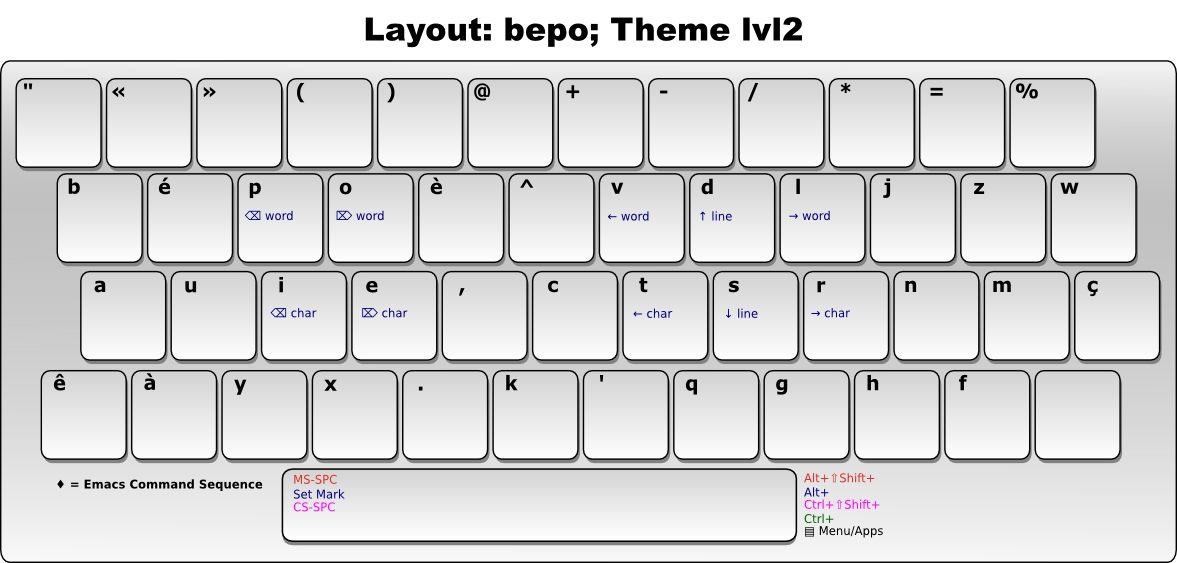 Layout: bepo; Theme lvl2
" « » ( ) @ + - / * = %
b é p o è ^ v d l j z w
⌫ word ⌦ word ← word ↑ line → word
a u i e , c t s r n m ç
⌫ char ⌦ char ← char ↓ line → char
ê à y x . k ' q g h f
♦ = Emacs Command Sequence
MS-SPC
Set Mark
CS-SPC
Alt+⇧Shift+
Alt+
Ctrl+⇧Shift+
Ctrl+
▤ Menu/Apps